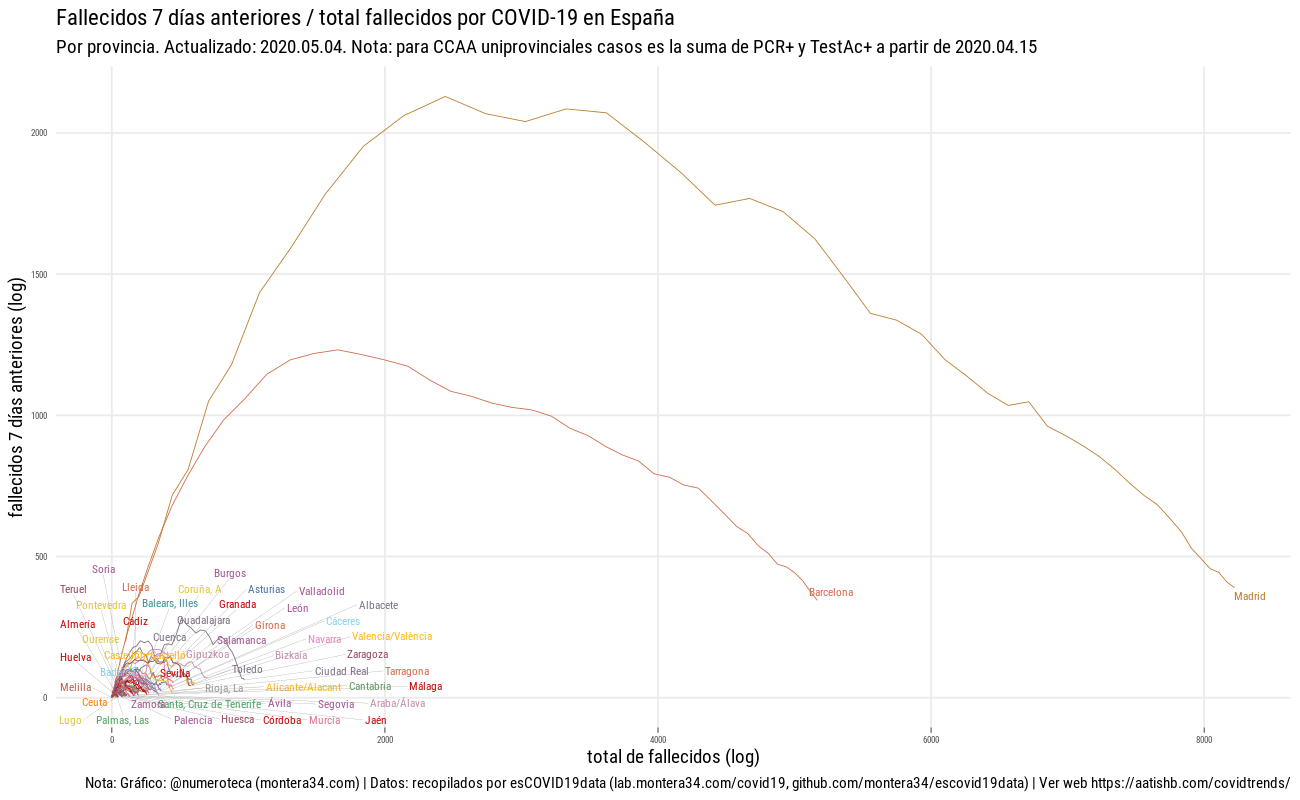 Fallecidos 7 días anteriores / total fallecidos por COVID-19 en España
Por provincia. Actualizado: 2020.05.04. Nota: para CCAA uniprovinciales casos es la suma de PCR+ y TestAc+ a partir de 2020.04.15
fallecidos 7 días anteriores (log)
2000
1500
1000
500
0
Barcelona
Madrid
Soria
Burgos
Teruel
Lleida
Coruña, A
Asturias
Valladolid
Pontevedra
Balears, Illes
Granada
León
Albacete
Almería
Cádiz
Guadalajara
Girona
Cáceres
Ourense
Cuenca
Salamanca
Navarra
Valencia/València
Huelva
Gipuzkoa
Bizkaia
Zaragoza
Sevilla
Toledo
Ciudad Real
Tarragona
Melilla
Rioja, La
Alicante/Alacant
Cantabria
Málaga
Ceuta
Zamora
Santa, Cruz de Tenerife
Ávila
Segovia
Araba/Álava
Lugo
Palmas, Las
Palencia
Huesca
Córdoba
Murcia
Jaén
0
2000
4000
6000
8000
total de fallecidos (log)
Nota: Gráfico: @numeroteca (montera34.com) | Datos: recopilados por esCOVID19data (lab.montera34.com/covid19, github.com/montera34/escovid19data) | Ver web https://aatishb.com/covidtrends/